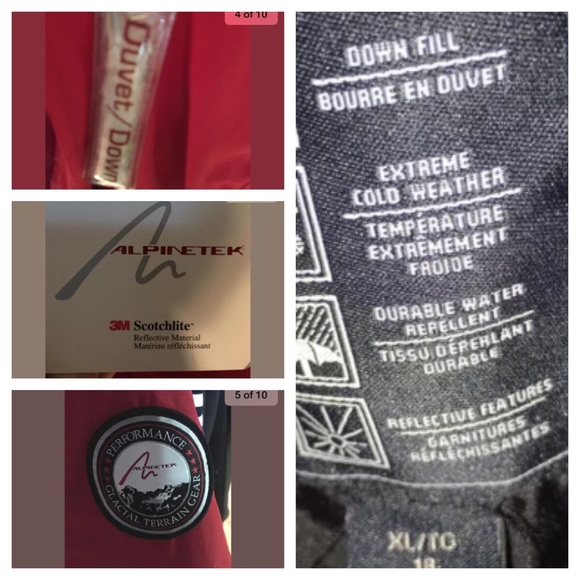 4 of 10
Duvet/Down
ALPINETEK
3M Scotchlite
Reflective Material
Matériau réfléchissant
5 of 10
PERFORMANCE
ALPINETEK
GLACIAL TERRAIN GEAR
DOWN FILL
BOURRE EN DUVET
EXTREME
COLD WEATHER
TEMPÉRATURE
EXTRÊMEMENT
FROIDE
DURABLE WATER
REPELLENT
TISSU DÉPERLANT
DURABLE
REFLECTIVE FEATURES
GARNITURES
RÉFLÉCHISSANTES
XL/TG